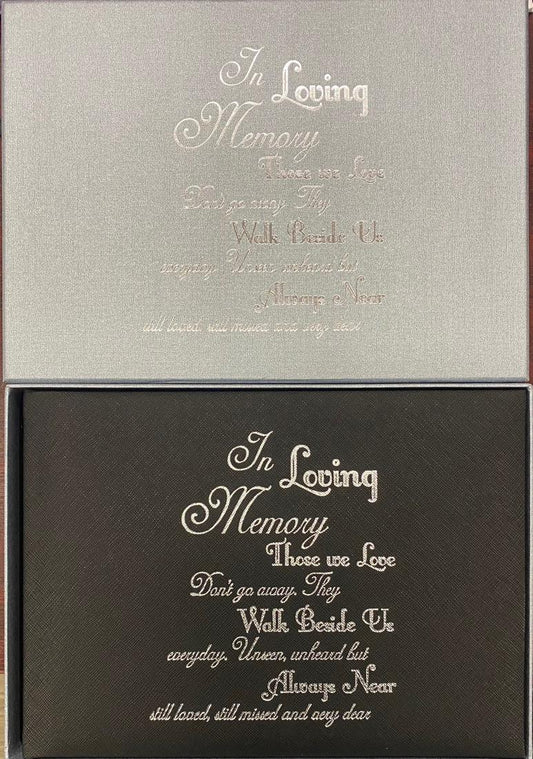 In Loving
Memory
Those we Love
Don't go away. They
Walk Beside Us
everyday. Unseen, unheard but
Always Near
still loved, still missed and very dear
In Loving
Memory
Those we Love
Don't go away. They
Walk Beside Us
everyday. Unseen, unheard but
Always Near
still loved, still missed and very dear